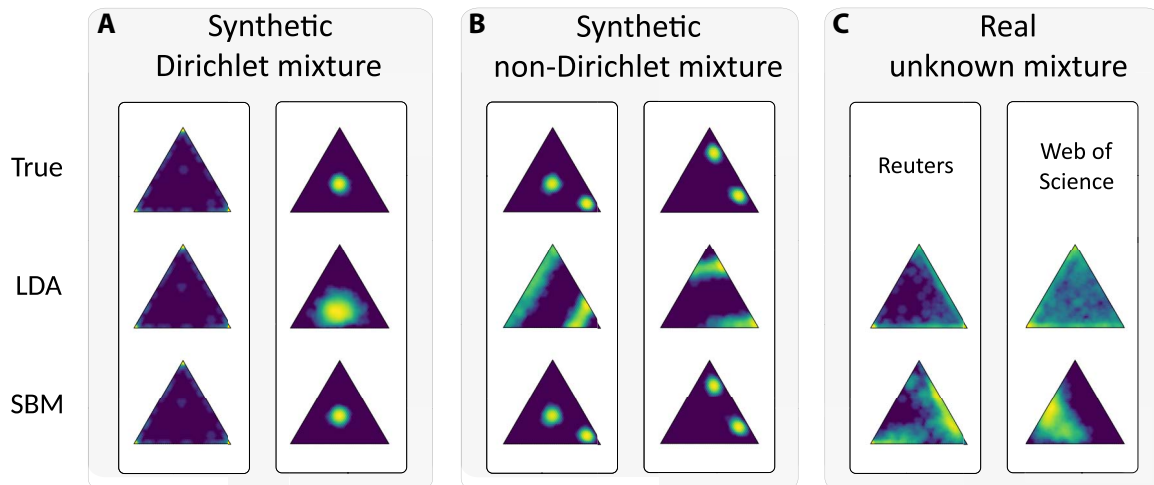 A
Synthetic
Dirichlet mixture
B
Synthetic
non-Dirichlet mixture
C
Real
unknown mixture
True
Reuters
Web of
Science
LDA
SBM